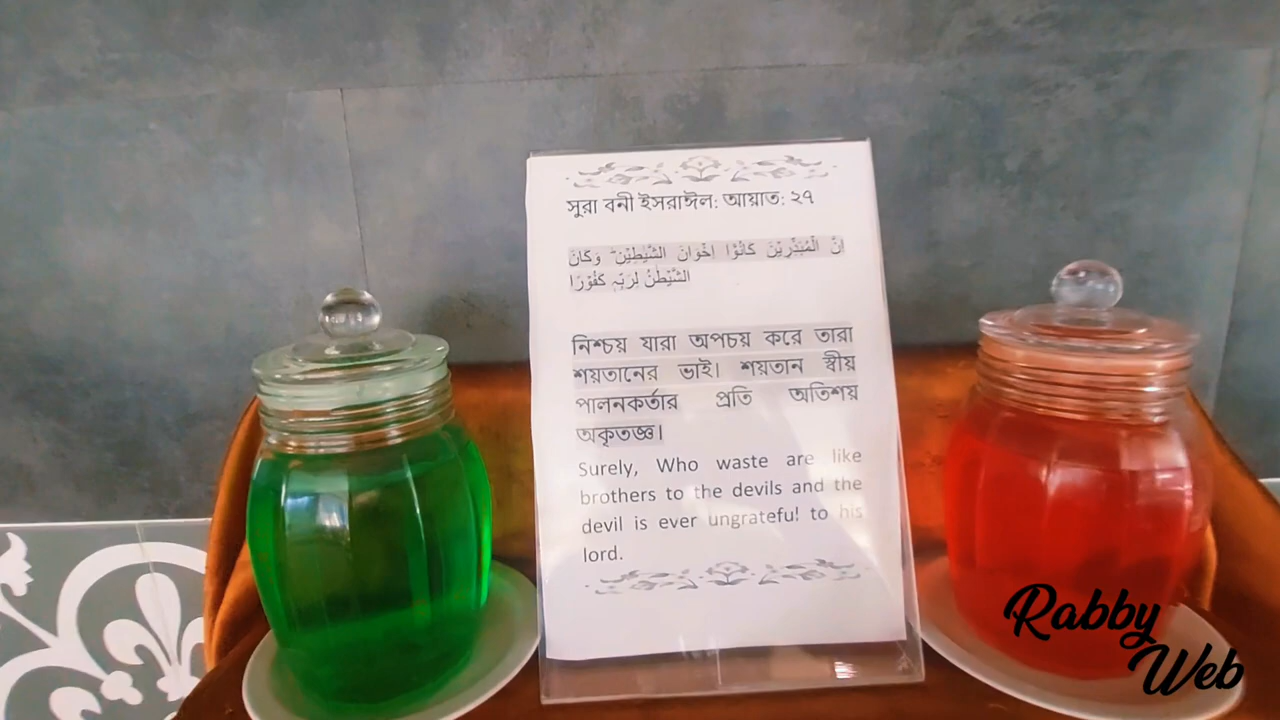 সুরা বনী ইসরাঈল: আয়াত: ২৭
اِنَّ الْمُبَذِّرِیْنَ كَانُوْۤا اِخْوَانَ الشَّیٰطِیْنِ ؕ وَكَانَ
الشَّیْطٰنُ لِرَبِّہٖ كَفُوْرًا
নিশ্চয় যারা অপচয় করে তারা
শয়তানের ভাই। শয়তান স্বীয়
পালনকর্তার প্রতি অতিশয়
অকৃতজ্ঞ।
Surely, Who waste are like
brothers to the devils and the
devil is ever ungrateful to his
lord.
Rabby
Web